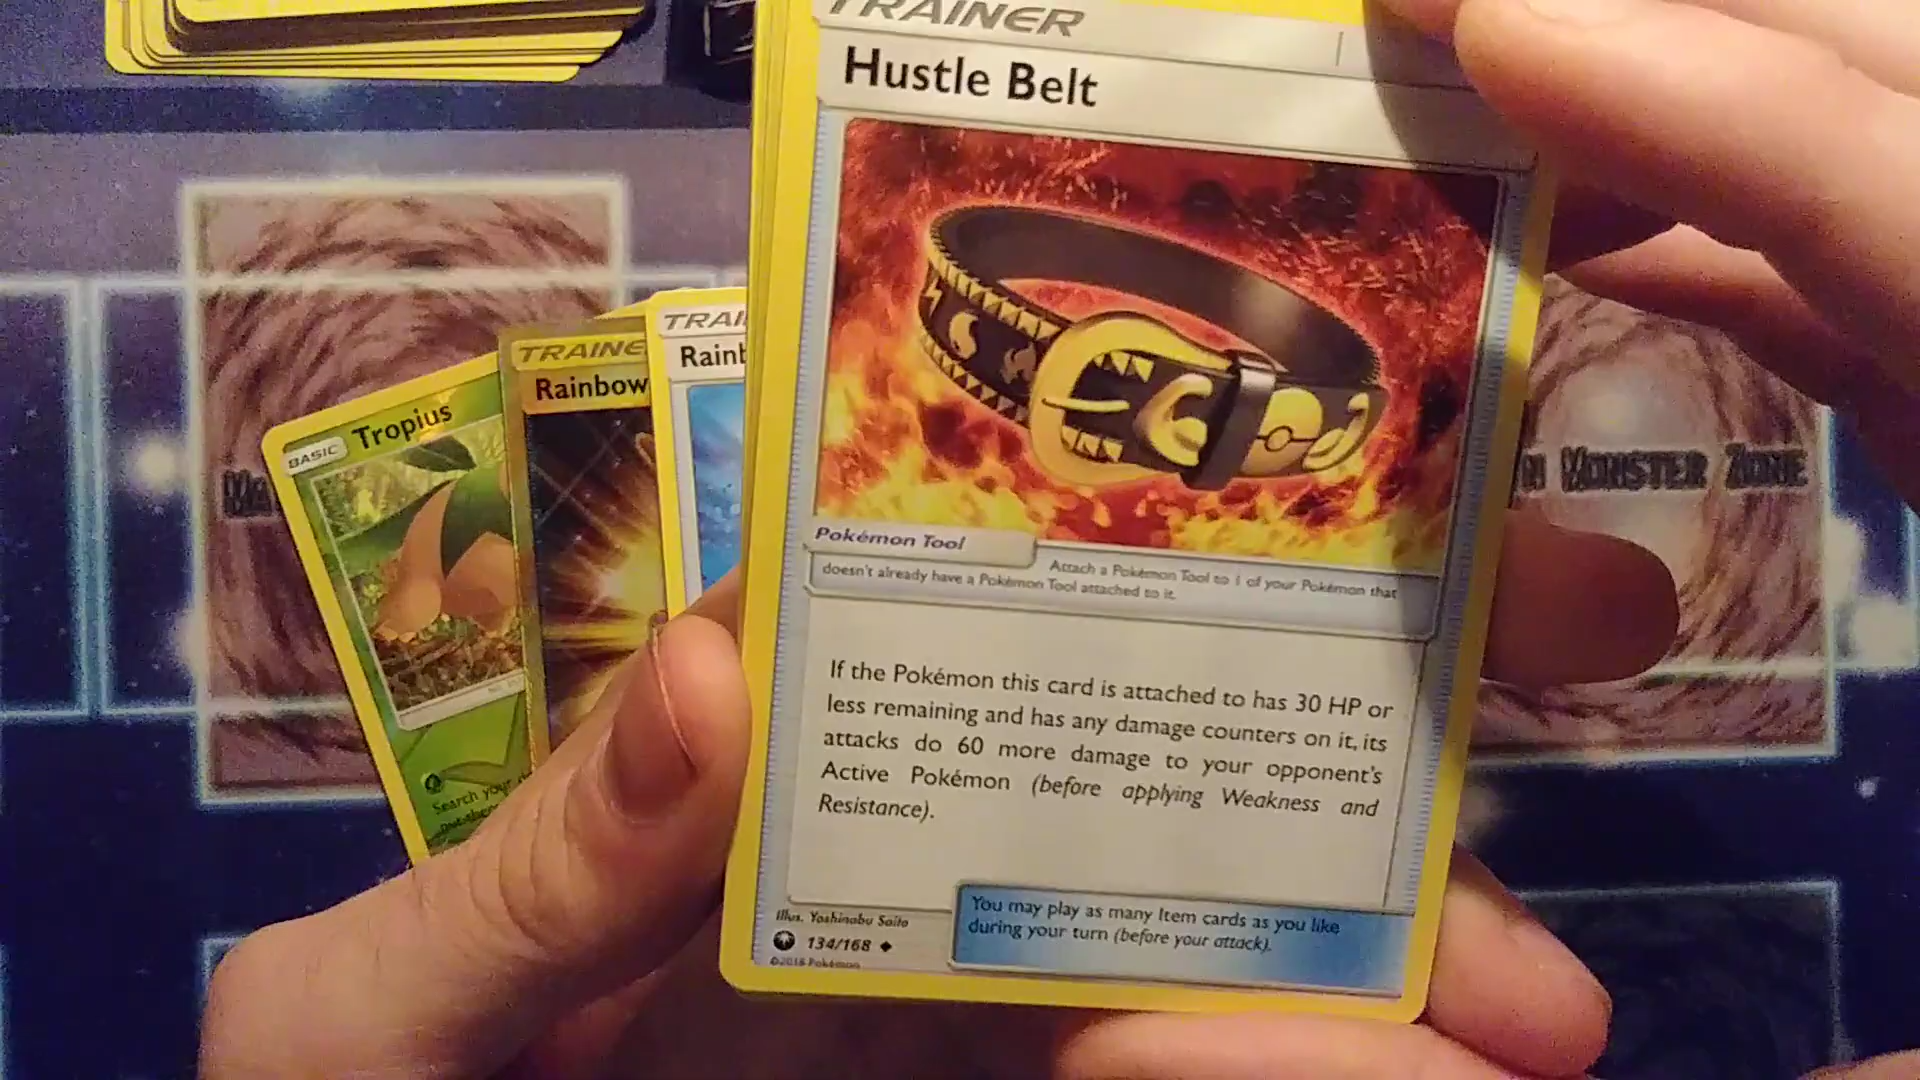 TRAINER
Hustle Belt
Pokémon Tool
Attach a Pokémon Tool to 1 of your Pokémon that
doesn't already have a Pokémon Tool attached to it.
If the Pokémon this card is attached to has 30 HP or
less remaining and has any damage counters on it, its
attacks do 60 more damage to your opponent's
Active Pokémon (before applying Weakness and
Resistance).
You may play as many Item cards as you like
during your turn (before your attack).
Illus. Yoshinobu Saito
134/168
©2018 Pokémon
TRAI
Rainb
TRAINE
Rainbow
BASIC
Tropius
Search your
MONSTER ZONE